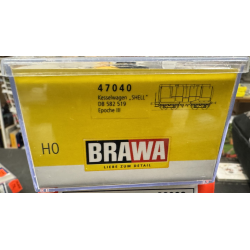 47040
Kesselwagen „SHELL"
DB 582 519
Epoche III
H0
BRAWA
LIEBE ZUM DETAIL